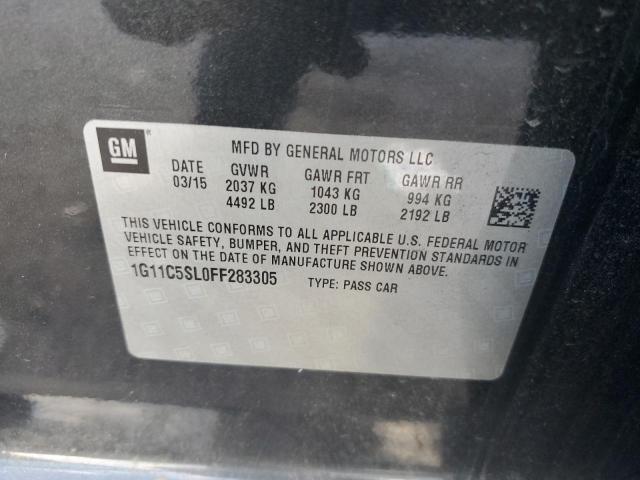 GM
MFD BY GENERAL MOTORS LLC
DATE GVWR GAWR FRT GAWR RR
03/15 2037 KG 1043 KG 994 KG
4492 LB 2300 LB 2192 LB
THIS VEHICLE CONFORMS TO ALL APPLICABLE U.S. FEDERAL MOTOR
VEHICLE SAFETY, BUMPER, AND THEFT PREVENTION STANDARDS IN
EFFECT ON THE DATE OF MANUFACTURE SHOWN ABOVE.
1G11C5SL0FF283305 TYPE: PASS CAR